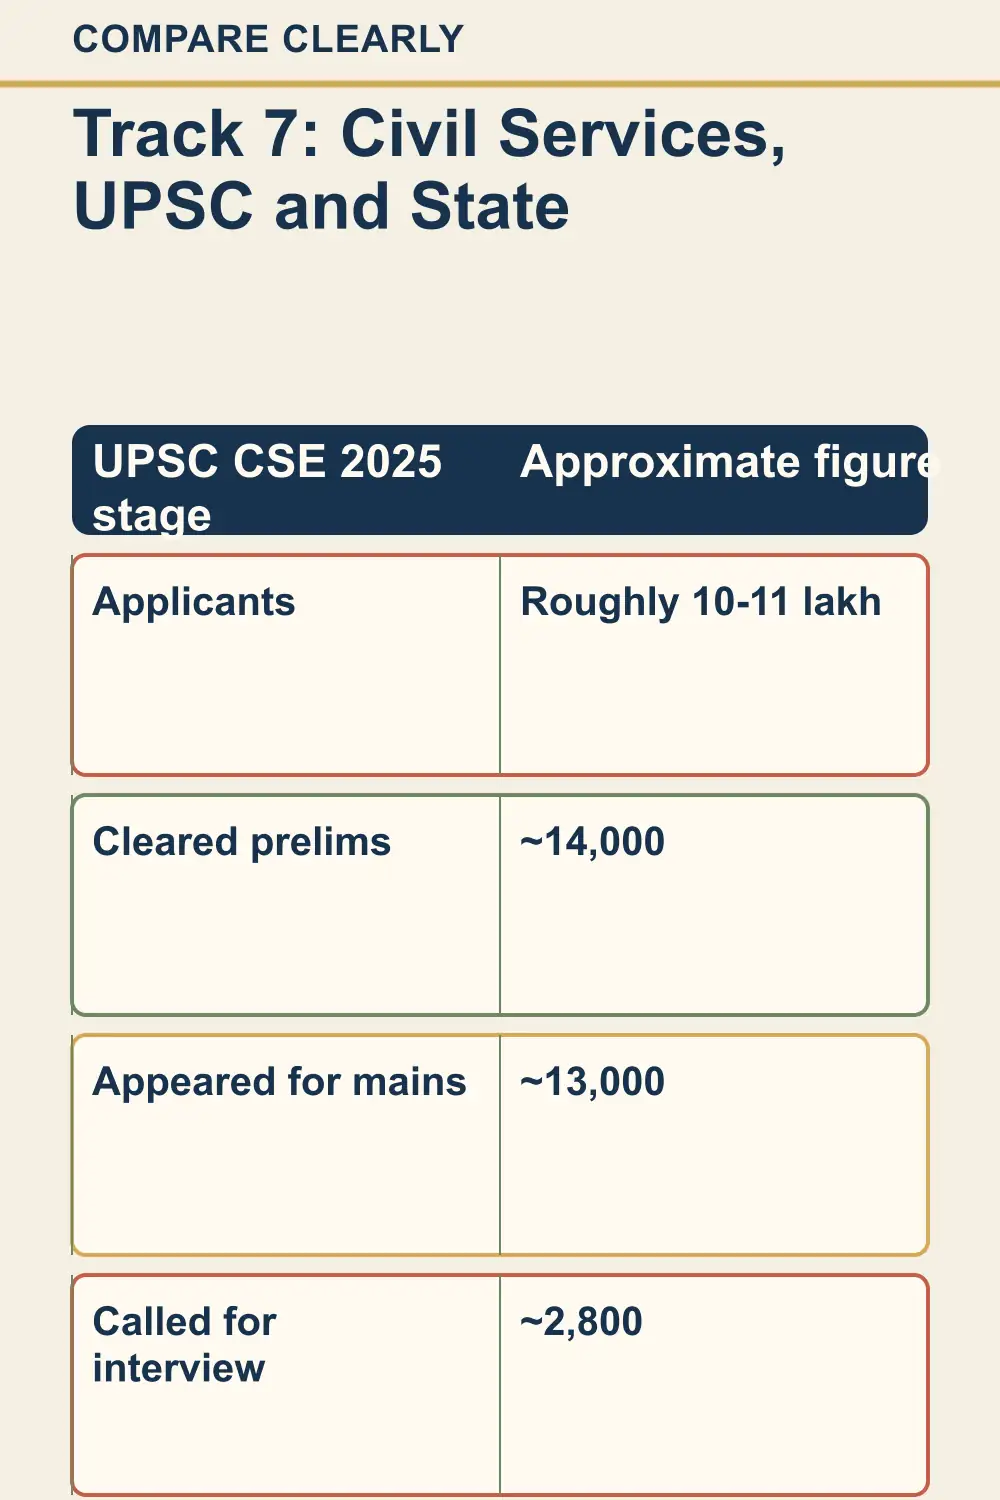 COMPARE CLEARLY
Track 7: Civil Services,
UPSC and State
UPSC CSE 2025
stage
Approximate figure
Applicants
Roughly 10-11 lakh
Cleared prelims
~14,000
Appeared for mains
~13,000
Called for
interview
~2,800